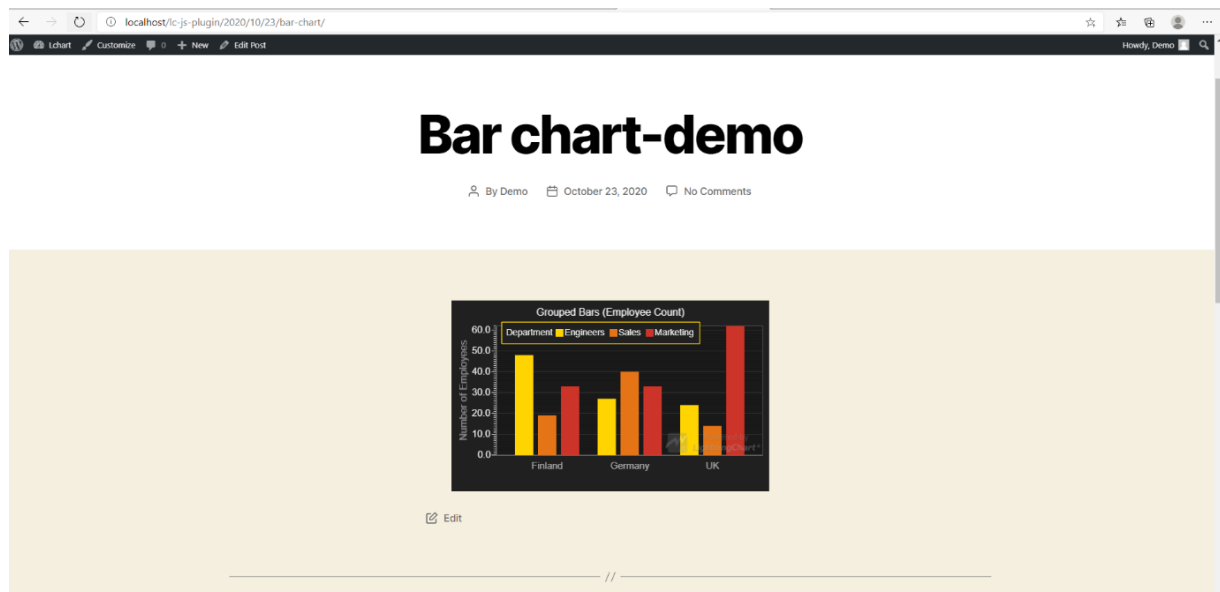 localhost/lc-js-plugin/2020/10/23/bar-chart/
Lchart Customize 0 New Edit Post Howdy, Demo
Bar chart-demo
By Demo October 23, 2020 No Comments
Grouped Bars (Employee Count)
Department Engineers Sales Marketing
Number of Employees
60.0
50.0
40.0
30.0
20.0
10.0
0.0
Finland Germany UK
Edit
//